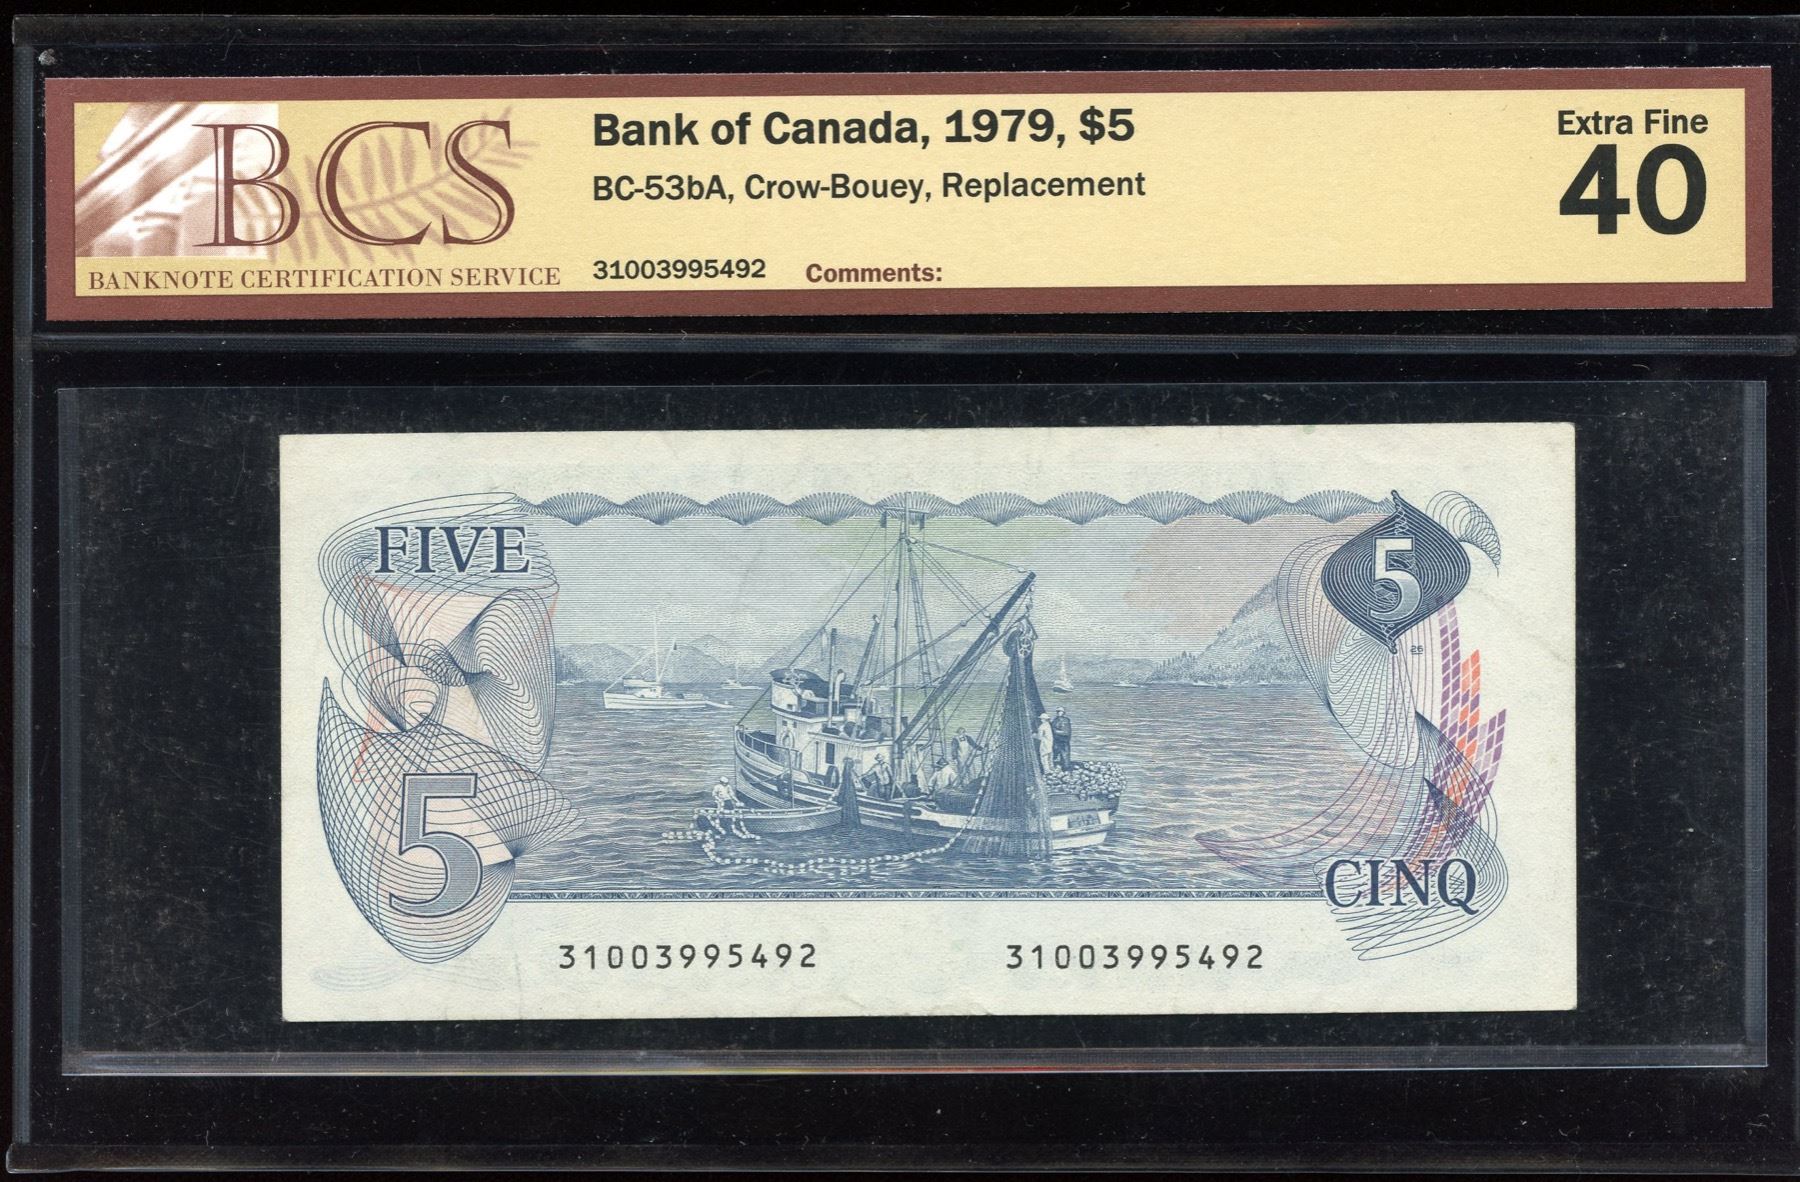 BCS
BANKNOTE CERTIFICATION SERVICE
Bank of Canada, 1979, $5
BC-53bA, Crow-Bouey, Replacement
31003995492 Comments:
Extra Fine
40
FIVE
5
26
5
CINQ
31003995492 31003995492